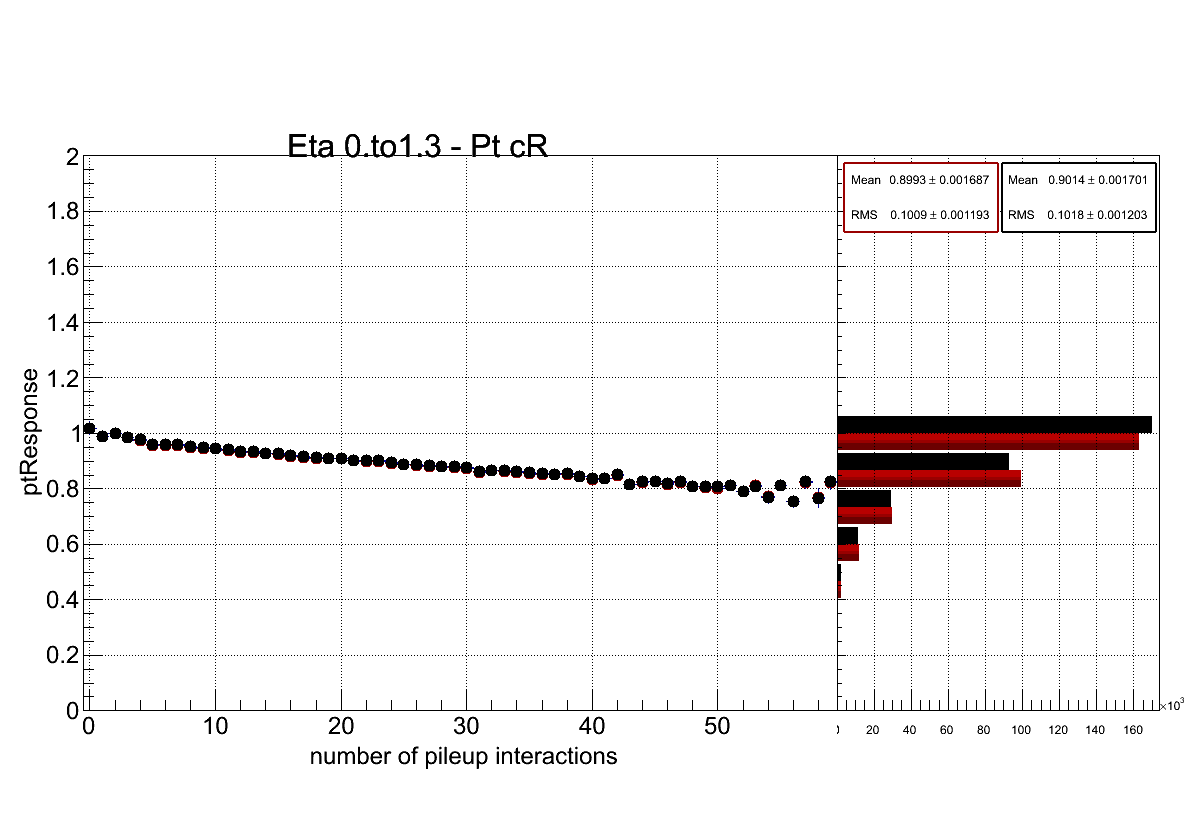 Eta 0.to1.3 - Pt cR
2
1.8
1.6
1.4
1.2
1
0.8
0.6
0.4
0.2
0
ptResponse
0 10 20 30 40 50
number of pileup interactions
Mean 0.8993 ± 0.001687
RMS 0.1009 ± 0.001193
Mean 0.9014 ± 0.001701
RMS 0.1018 ± 0.001203
20 40 60 80 100 120 140 160
×10³